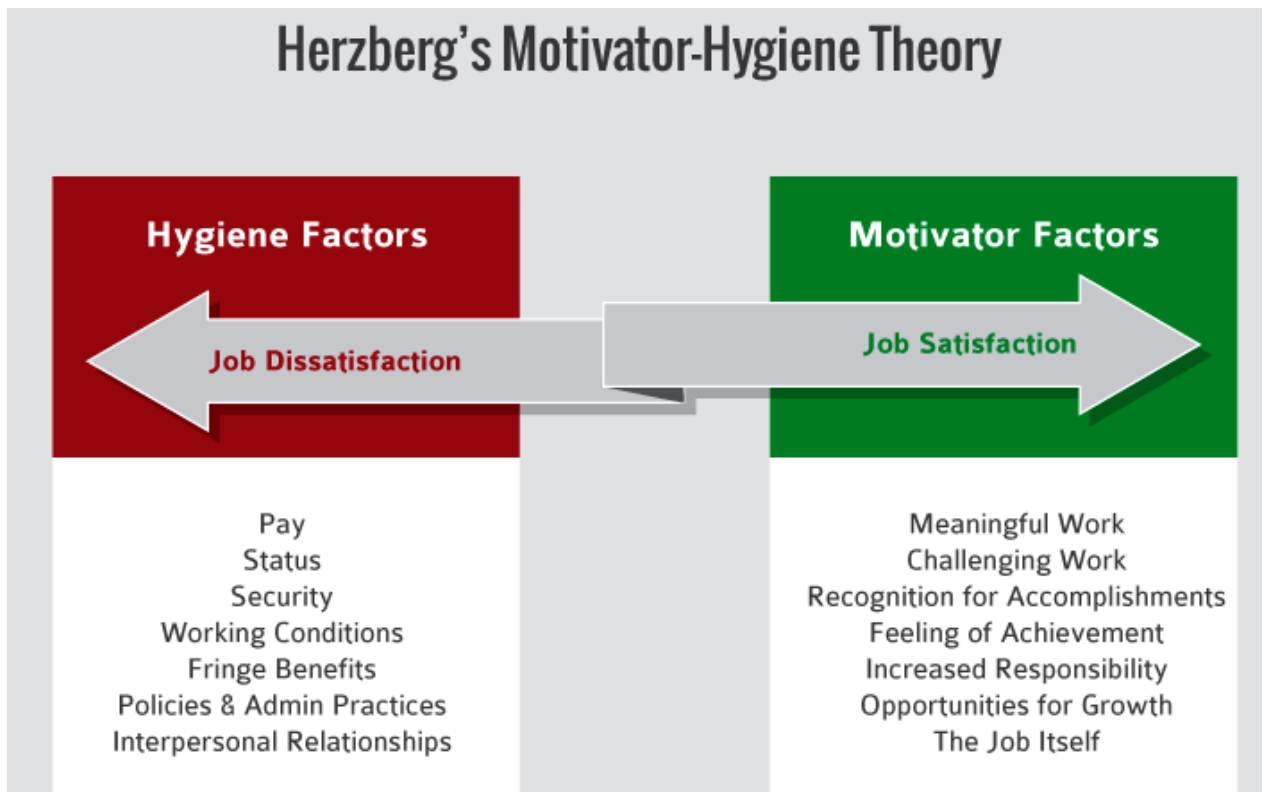 Herzberg's Motivator-Hygiene Theory
Hygiene Factors
Job Dissatisfaction
Pay
Status
Security
Working Conditions
Fringe Benefits
Policies & Admin Practices
Interpersonal Relationships
Motivator Factors
Job Satisfaction
Meaningful Work
Challenging Work
Recognition for Accomplishments
Feeling of Achievement
Increased Responsibility
Opportunities for Growth
The Job Itself